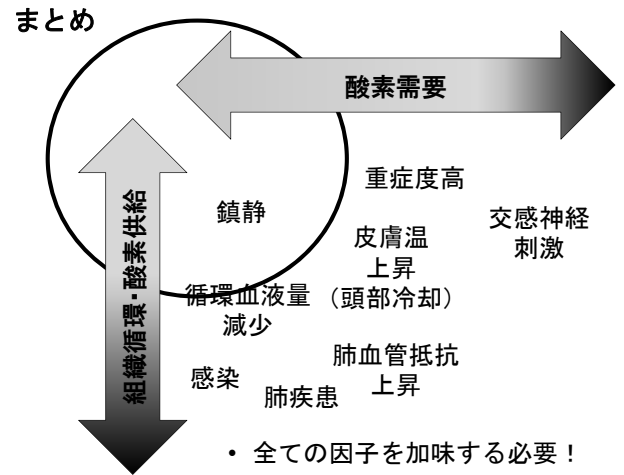 まとめ
酸素需要
組織循環・酸素供給
重症度高
鎮静
交感神経
刺激
皮膚温
上昇
（頭部冷却）
循環血液量
減少
肺血管抵抗
上昇
感染
肺疾患
• 全ての因子を加味する必要！